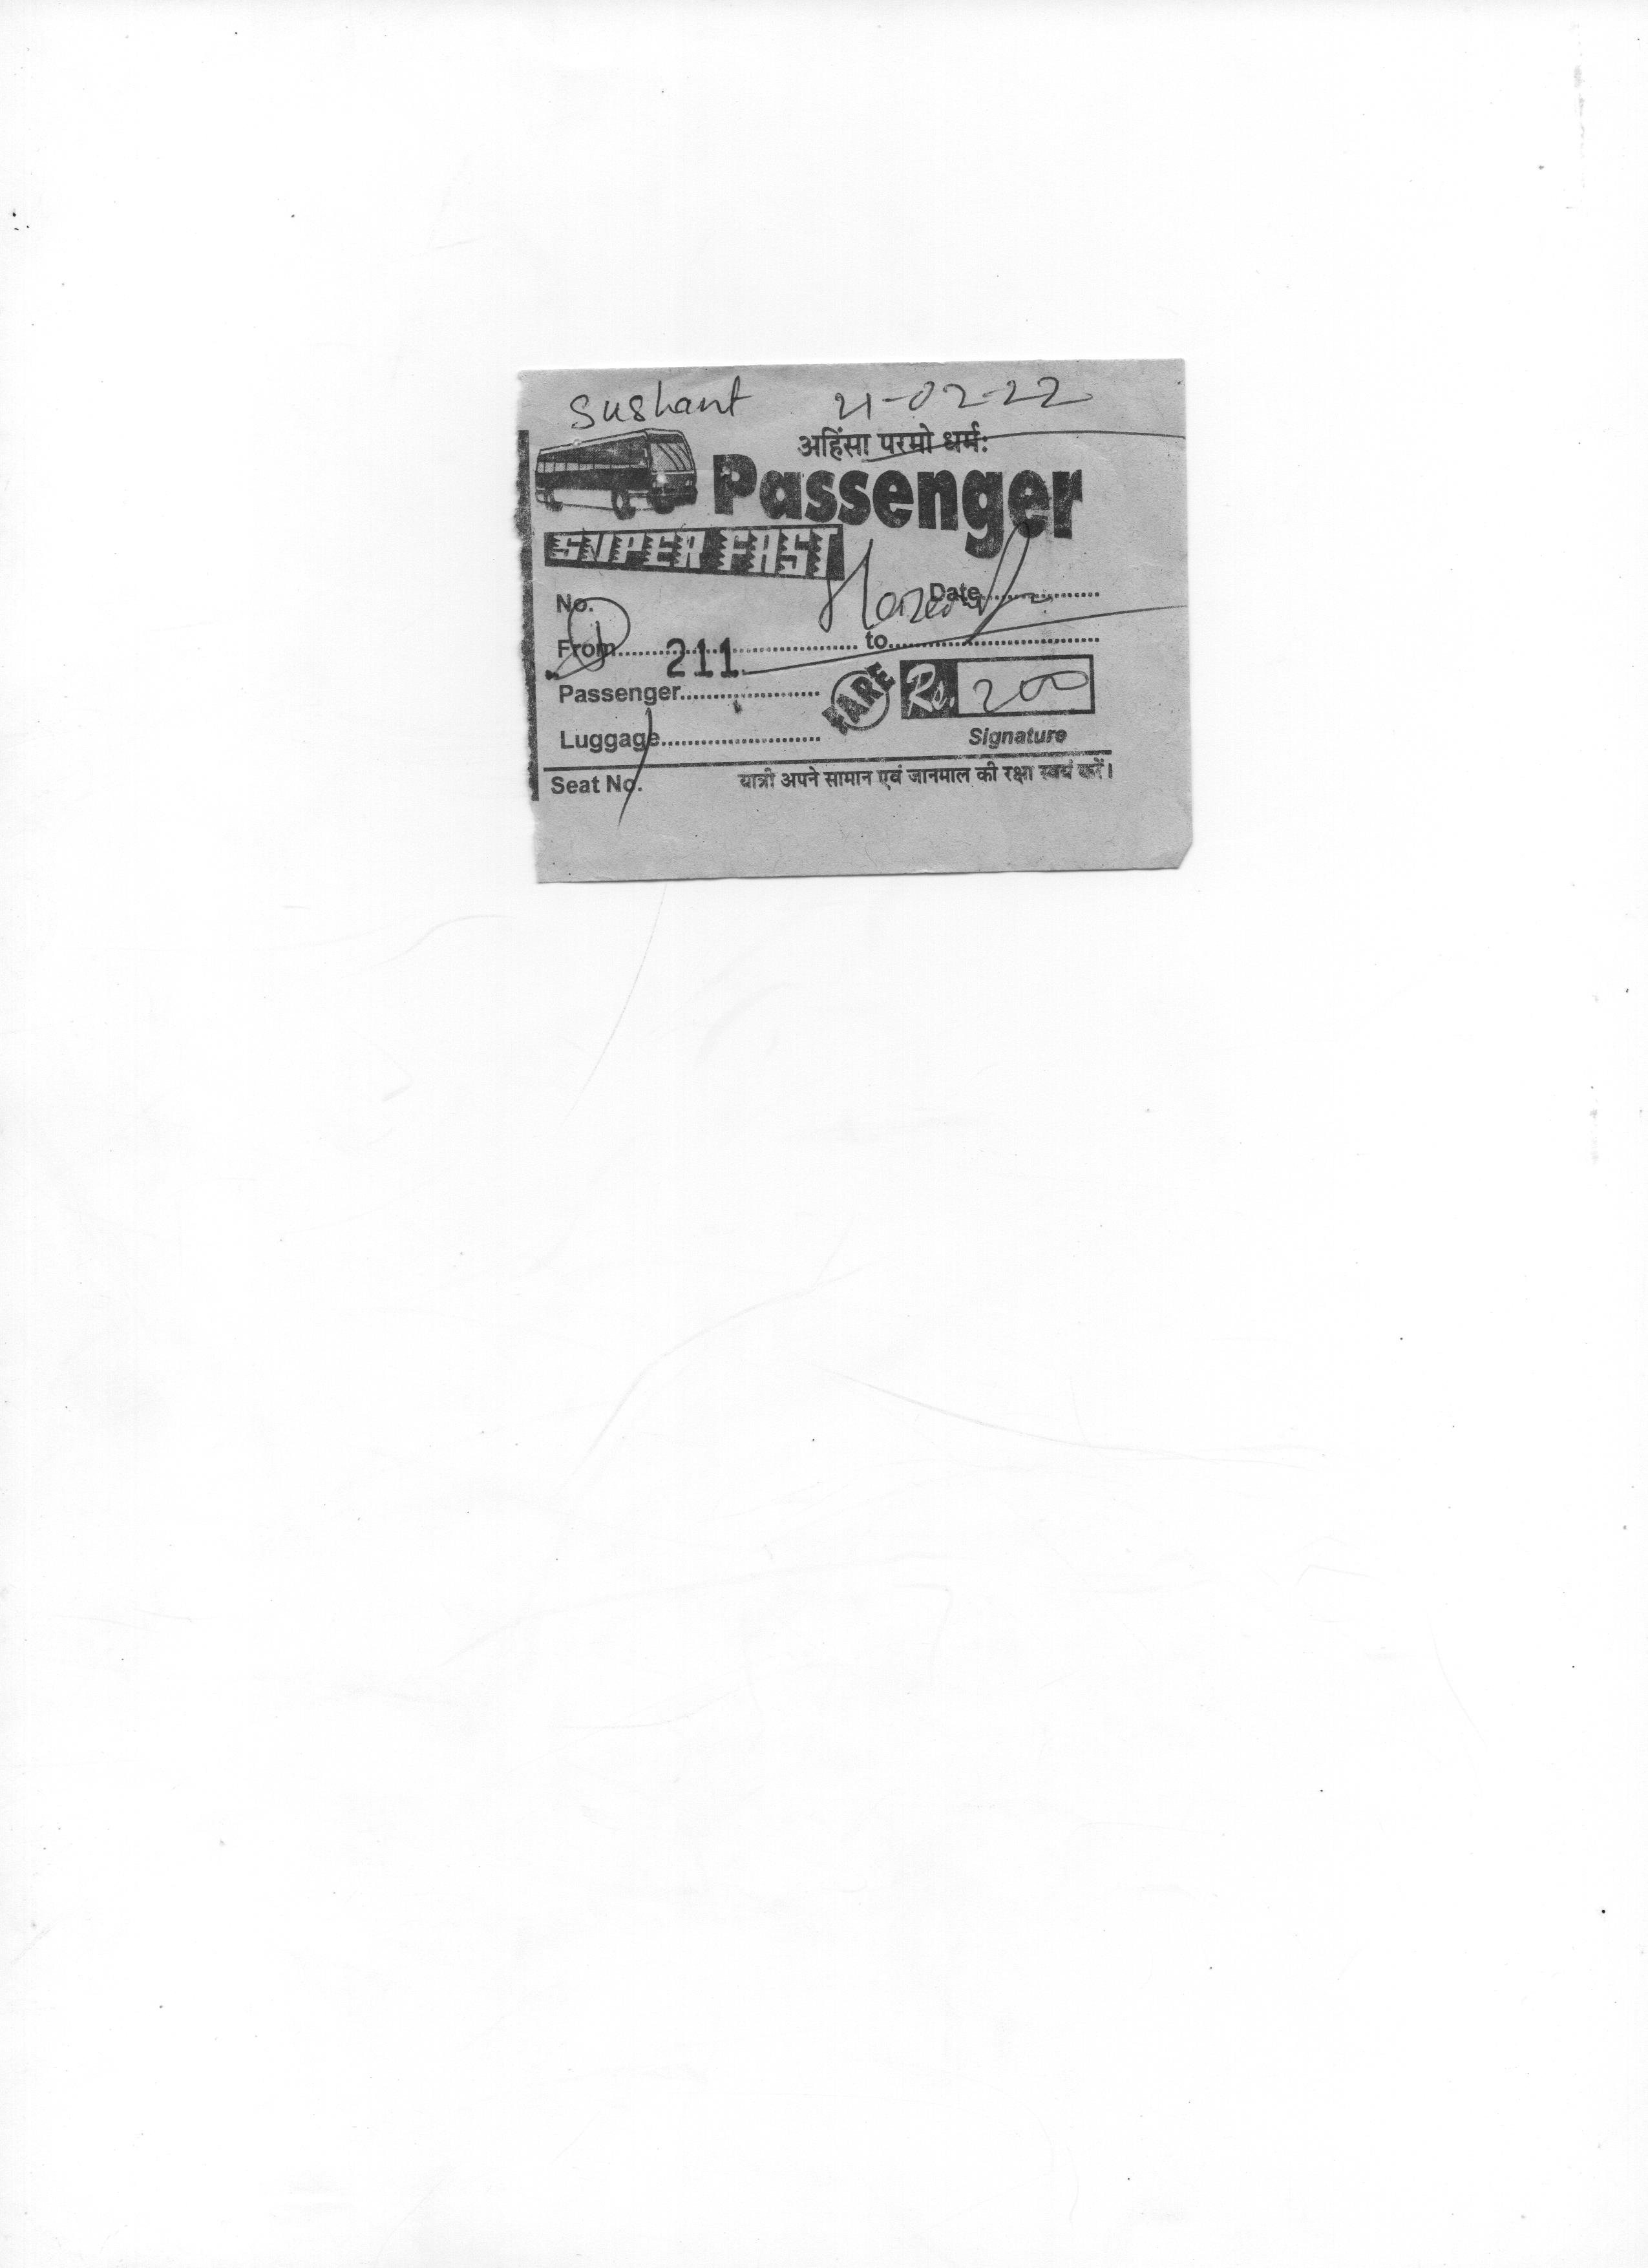 Sushant 21-02-22
अहिंसा परमो धर्म:
Passenger
SUPER FAST
No.
Date
From 211 to
Passenger
FARE Rs. 200
Luggage
Signature
Seat No.
यात्री अपने सामान एवं जानमाल की रक्षा स्वयं करें।